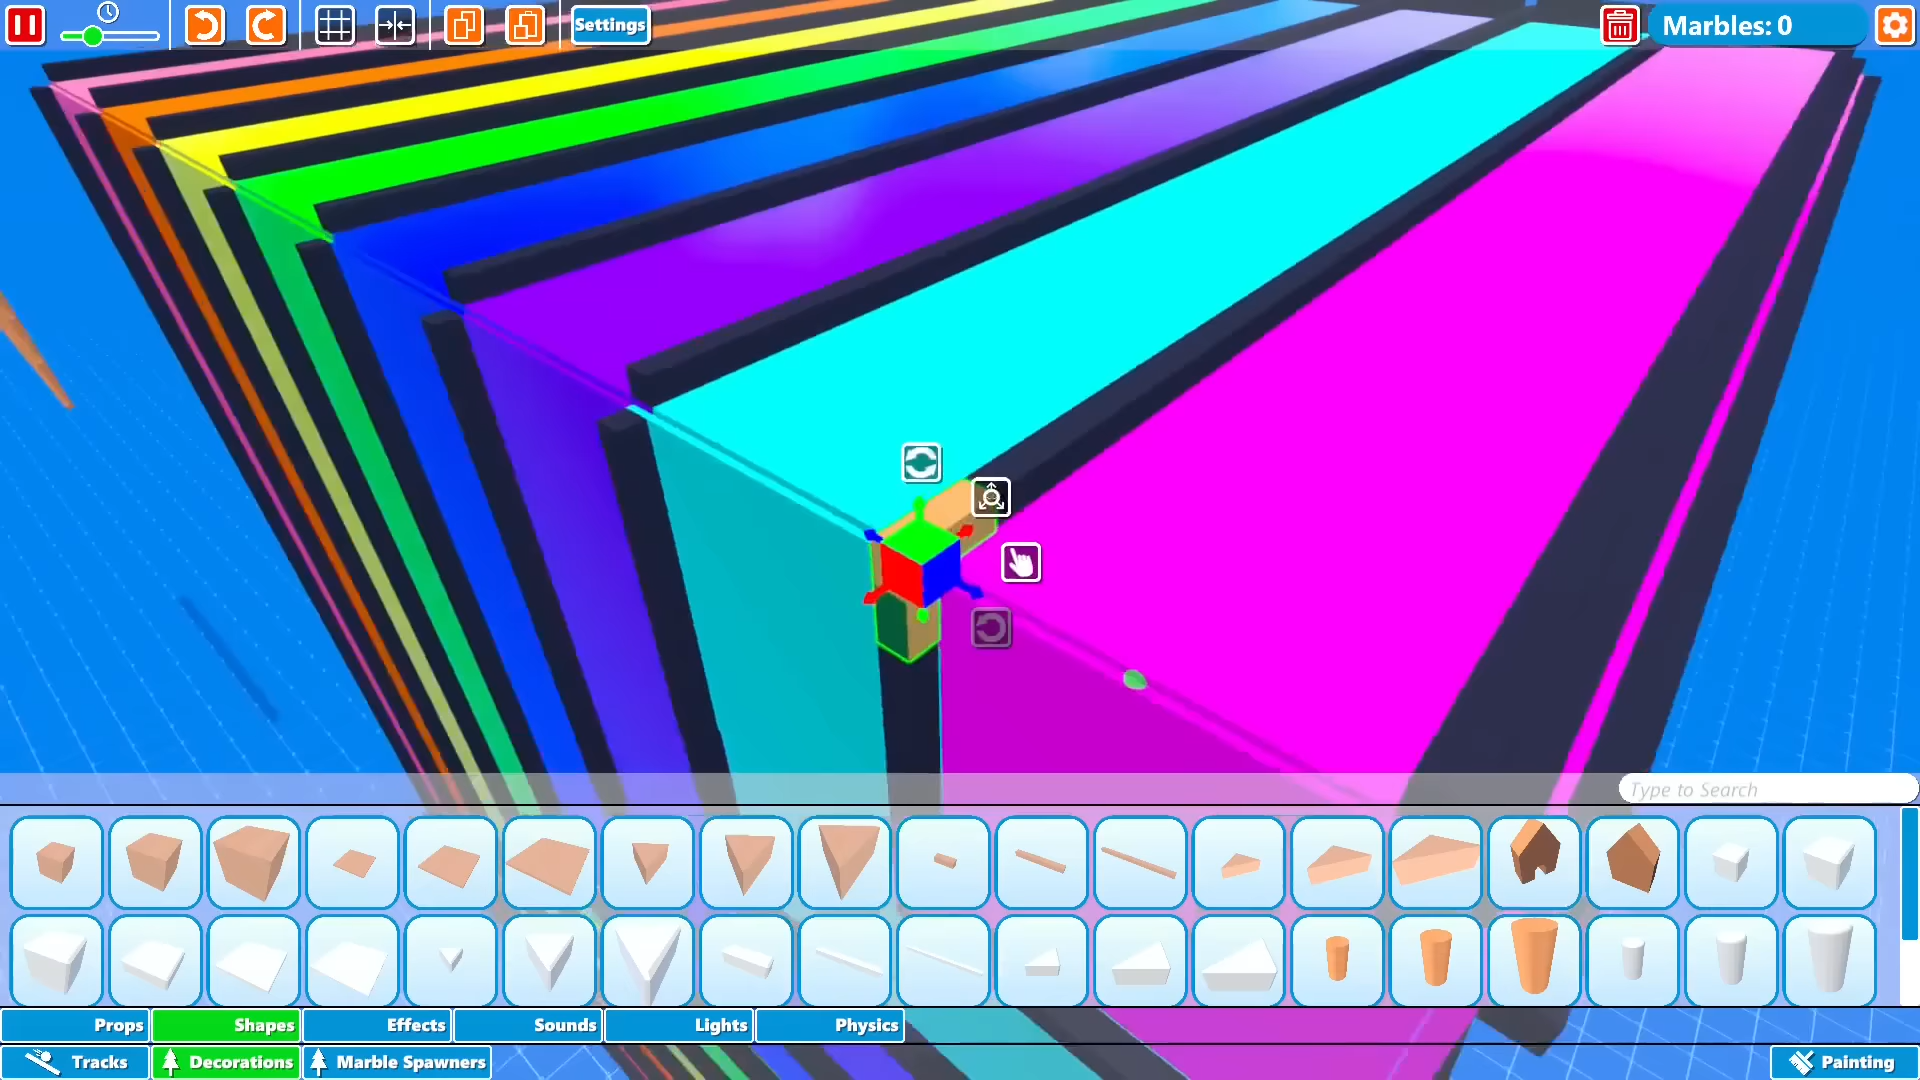 Settings
Marbles: 0
Type to Search
Props Shapes Effects Sounds Lights Physics
Tracks Decorations Marble Spawners Painting